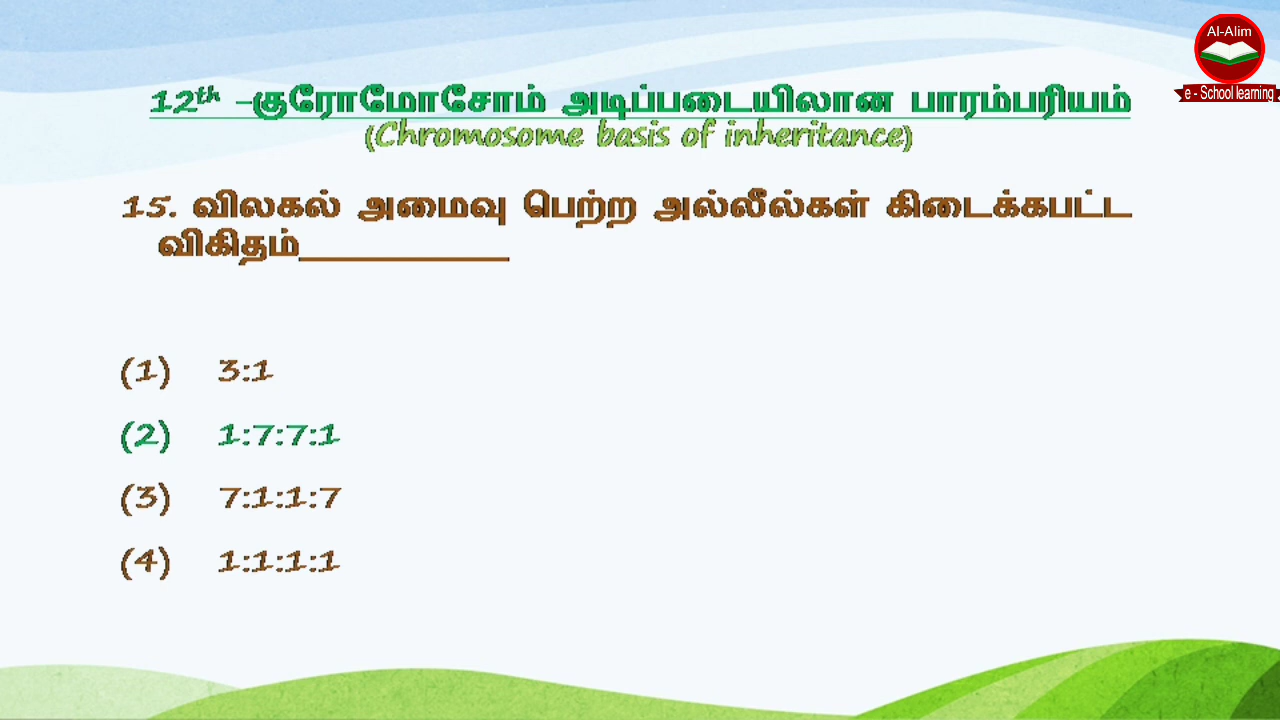 Al-Alim
e - School learning
12th -குரோமோசோம் அடிப்படையிலான பாரம்பரியம்
(Chromosome basis of inheritance)
15. விலகல் அமைவு பெற்ற அல்லீல்கள் கிடைக்கபட்ட
விகிதம்___________
(1) 3:1
(2) 1:7:7:1
(3) 7:1:1:7
(4) 1:1:1:1